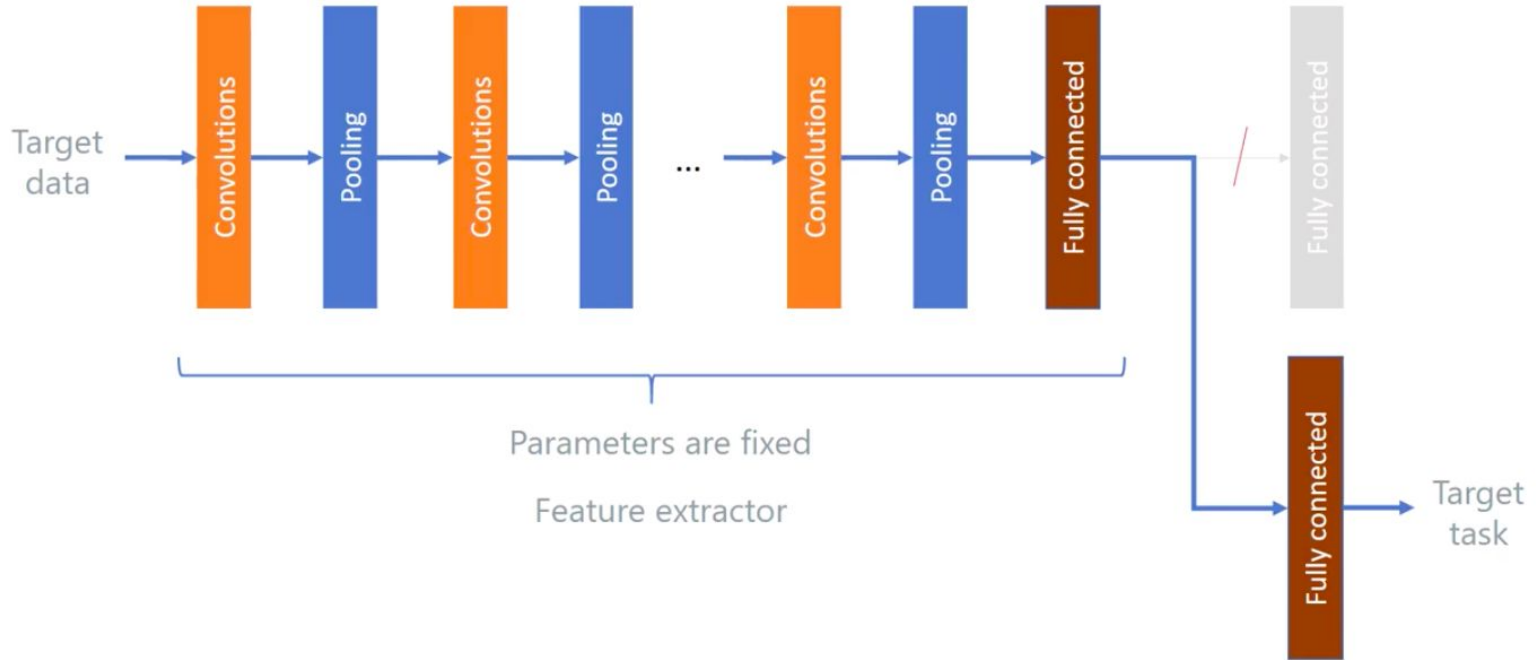 Target
data
Convolutions
Pooling
Convolutions
Pooling
...
Convolutions
Pooling
Fully connected
Fully connected
Parameters are fixed
Feature extractor
Fully connected
Target
task